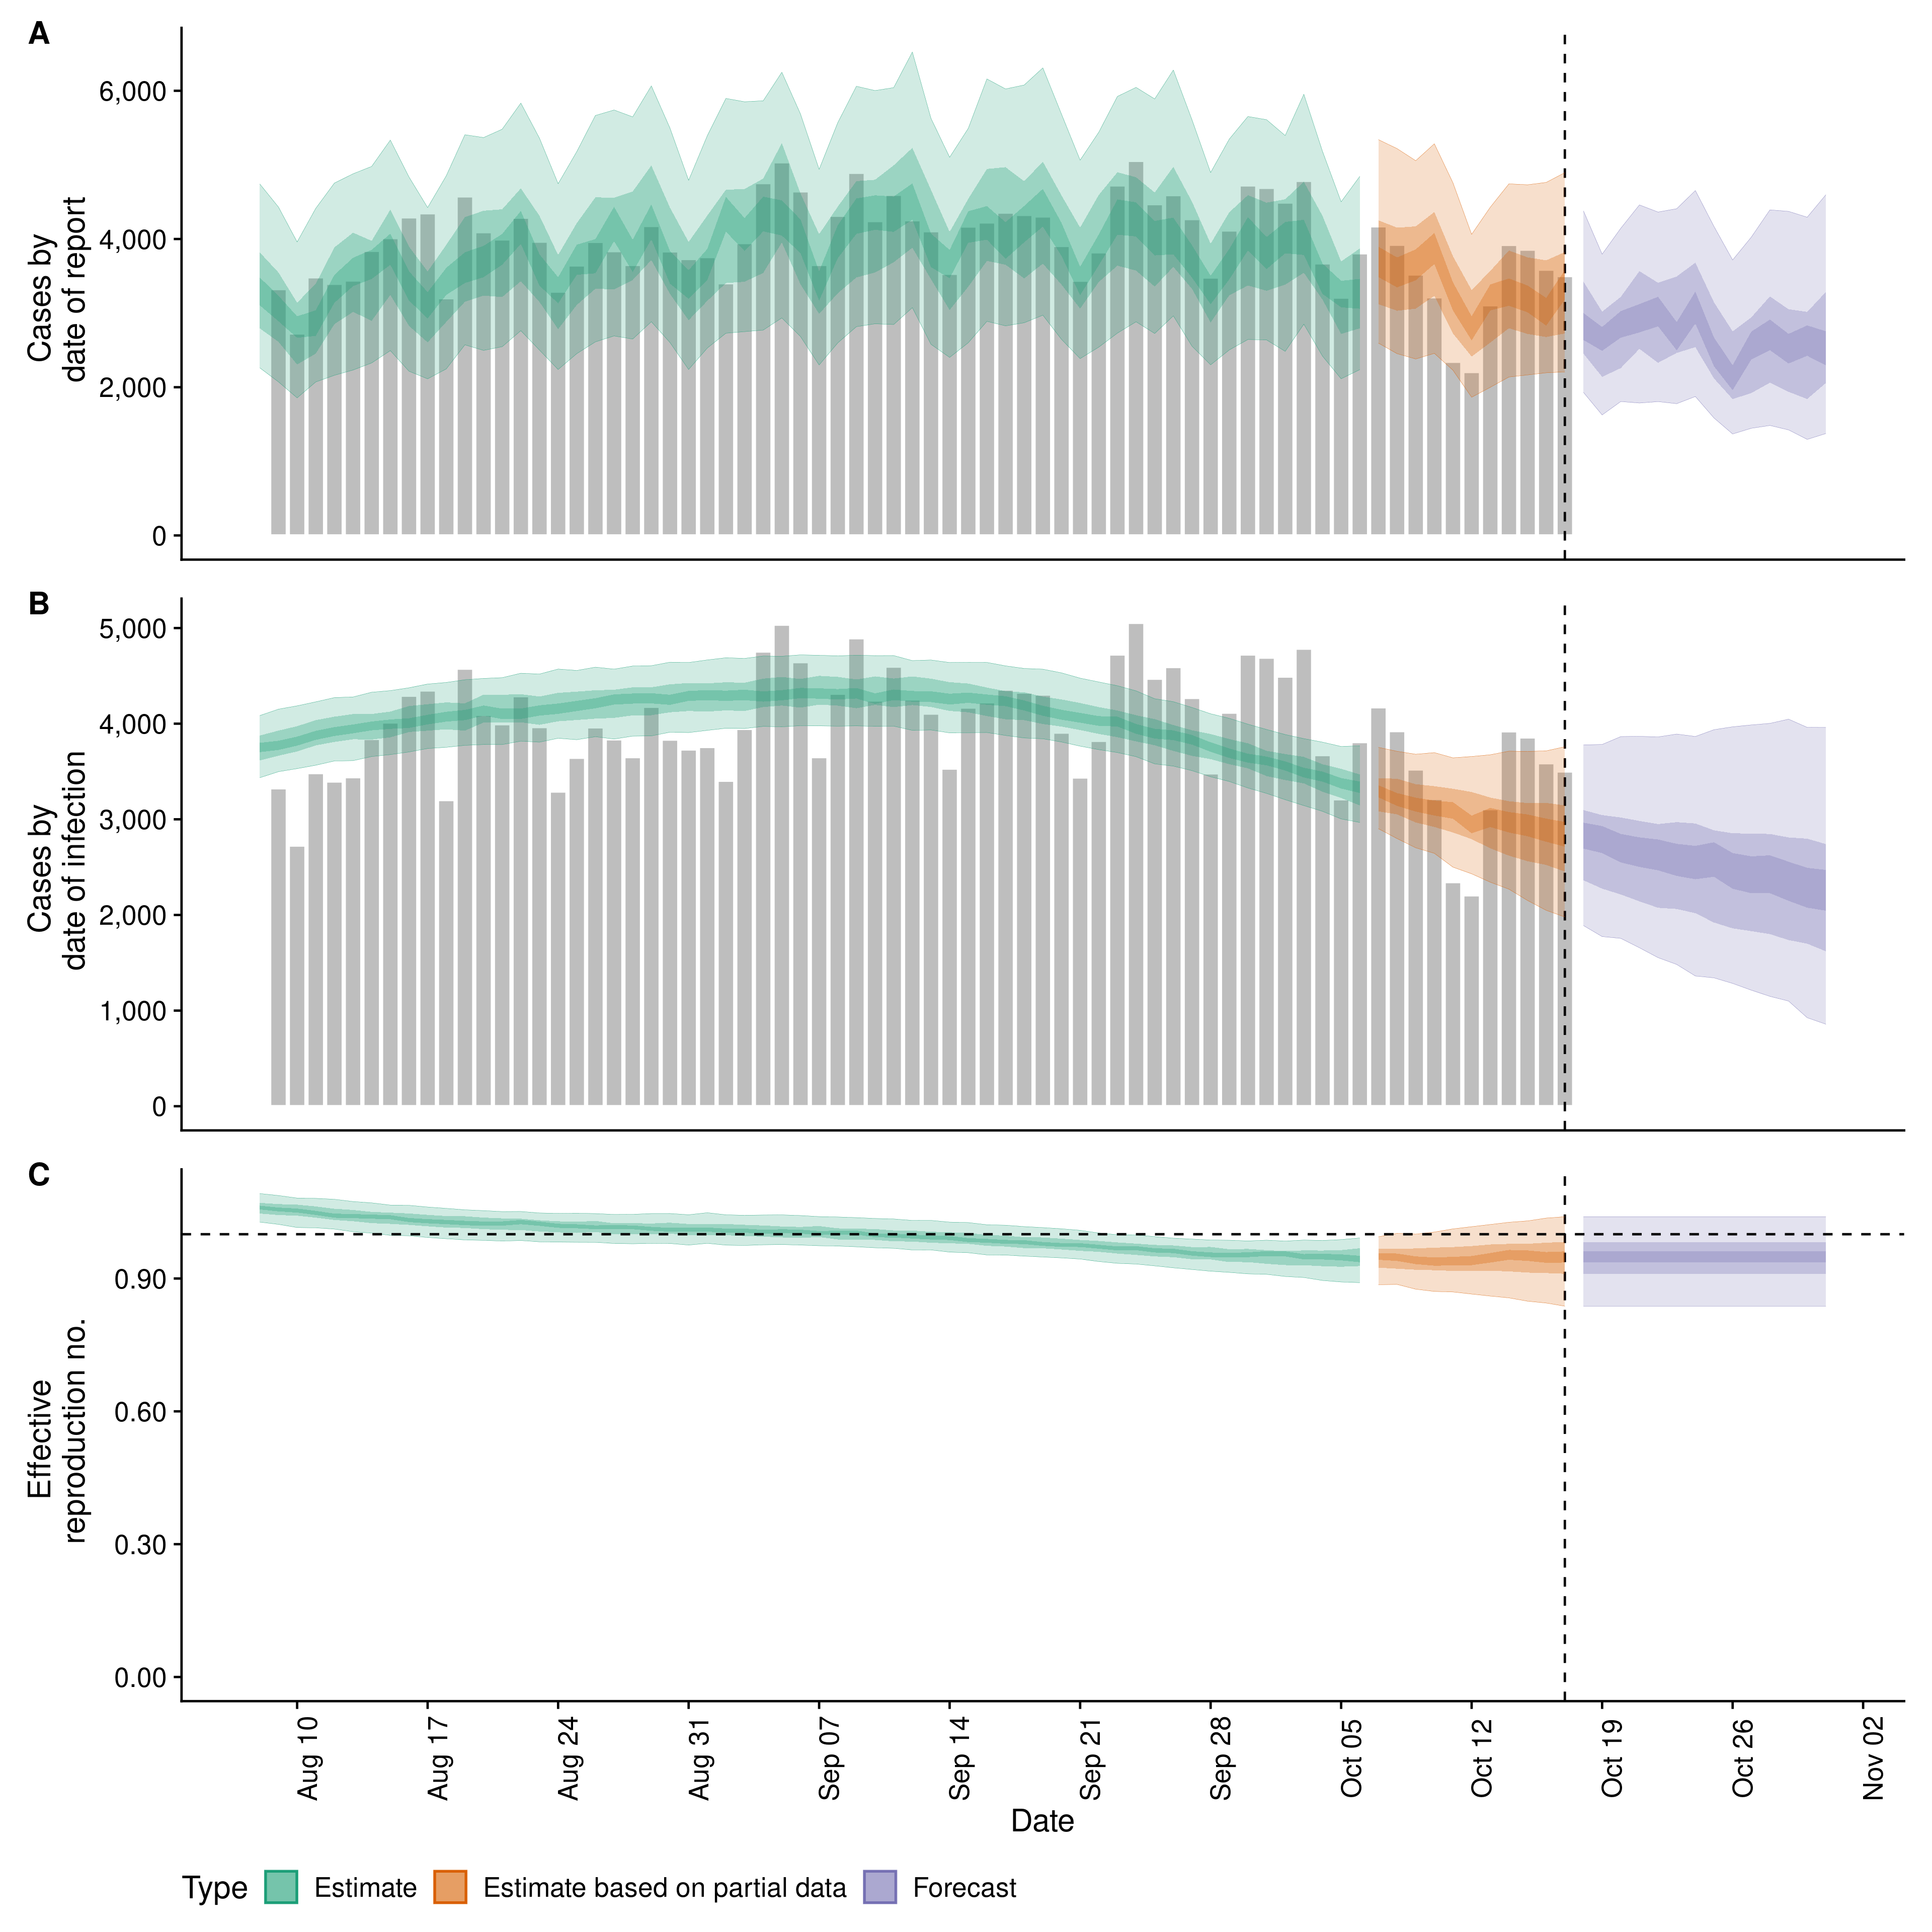 A
Cases by
date of report
6,000
4,000
2,000
0
B
Cases by
date of infection
5,000
4,000
3,000
2,000
1,000
0
C
Effective
reproduction no.
0.90
0.60
0.30
0.00
Aug 10
Aug 17
Aug 24
Aug 31
Sep 07
Sep 14
Sep 21
Sep 28
Oct 05
Oct 12
Oct 19
Oct 26
Nov 02
Date
Type Estimate Estimate based on partial data Forecast